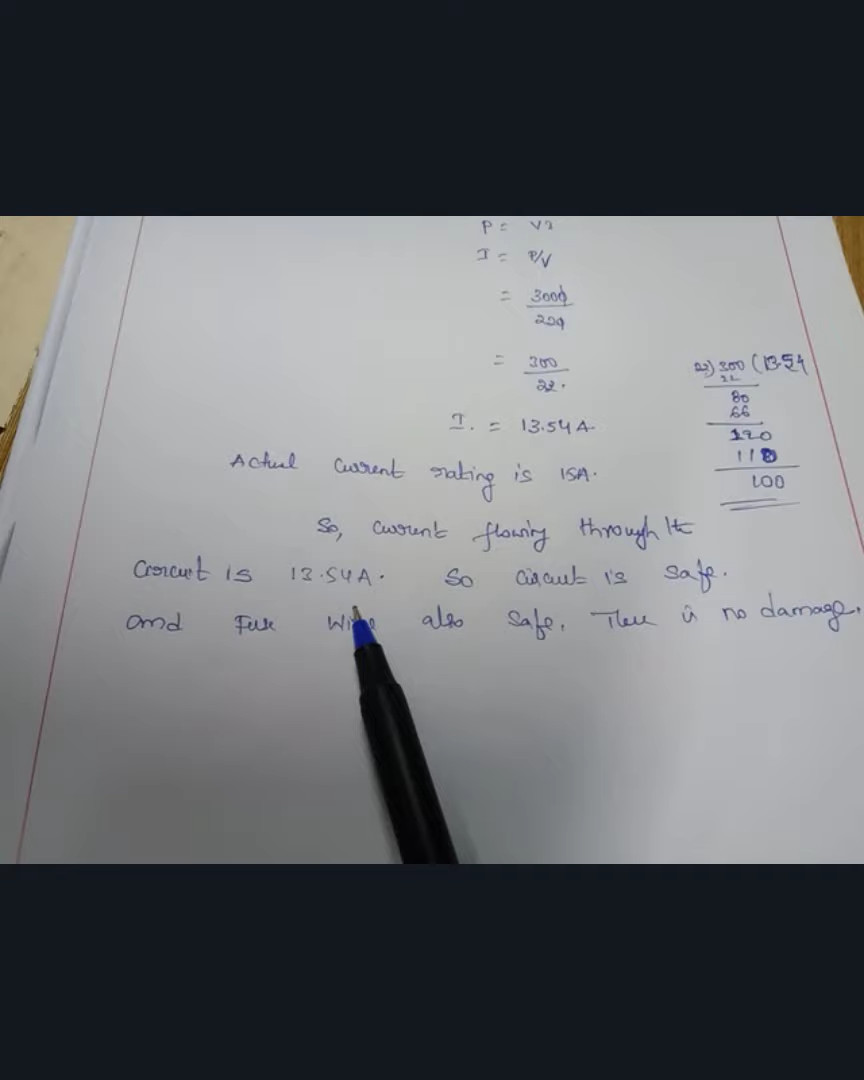 P = VI
I = P/V
= 3000/220
= 300/22.
22) 300 (13.54
22
80
66
120
110
100
I. = 13.54 A.
Actual current rating is 15A.
So, current flowing through the
Circuit is 13.54A. So circuit is safe.
and Fuse Wire also safe. There is no damage.